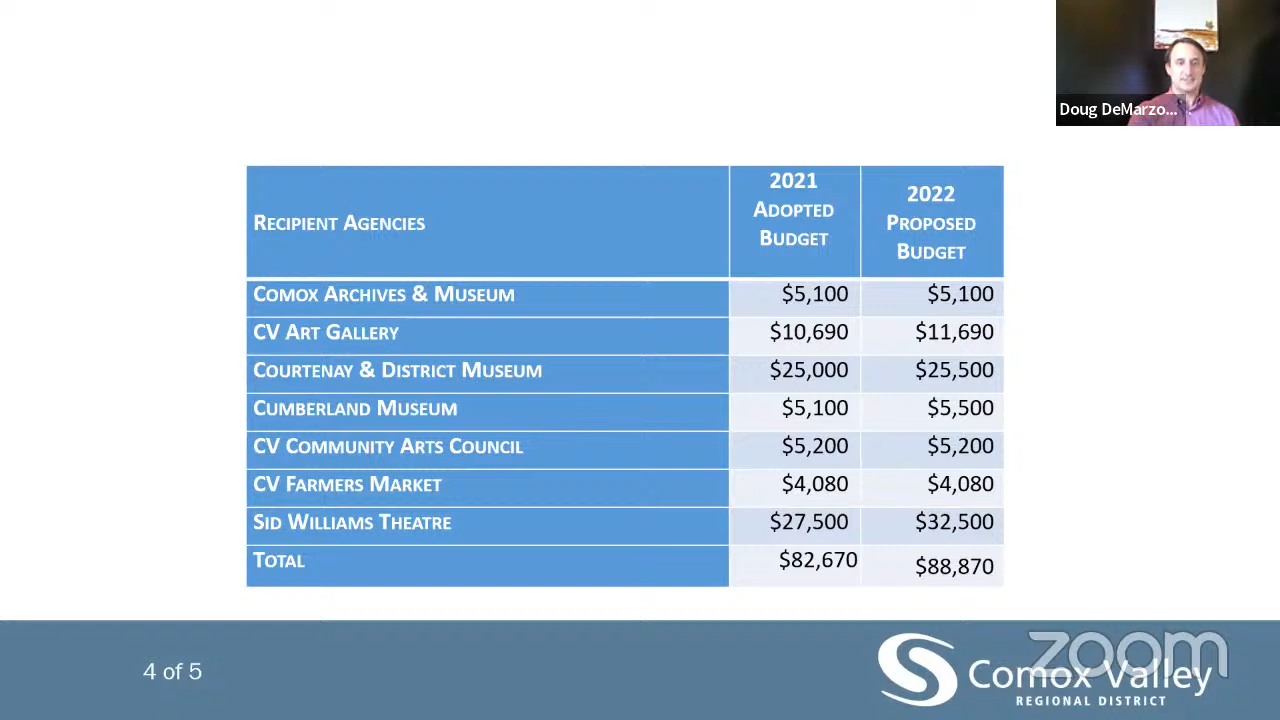 Doug DeMarzo...
RECIPIENT AGENCIES
2021
ADOPTED
BUDGET
2022
PROPOSED
BUDGET
COMOX ARCHIVES & MUSEUM $5,100 $5,100
CV ART GALLERY $10,690 $11,690
COURTENAY & DISTRICT MUSEUM $25,000 $25,500
CUMBERLAND MUSEUM $5,100 $5,500
CV COMMUNITY ARTS COUNCIL $5,200 $5,200
CV FARMERS MARKET $4,080 $4,080
SID WILLIAMS THEATRE $27,500 $32,500
TOTAL $82,670 $88,870
4 of 5
zoom
Comox Valley
REGIONAL DISTRICT